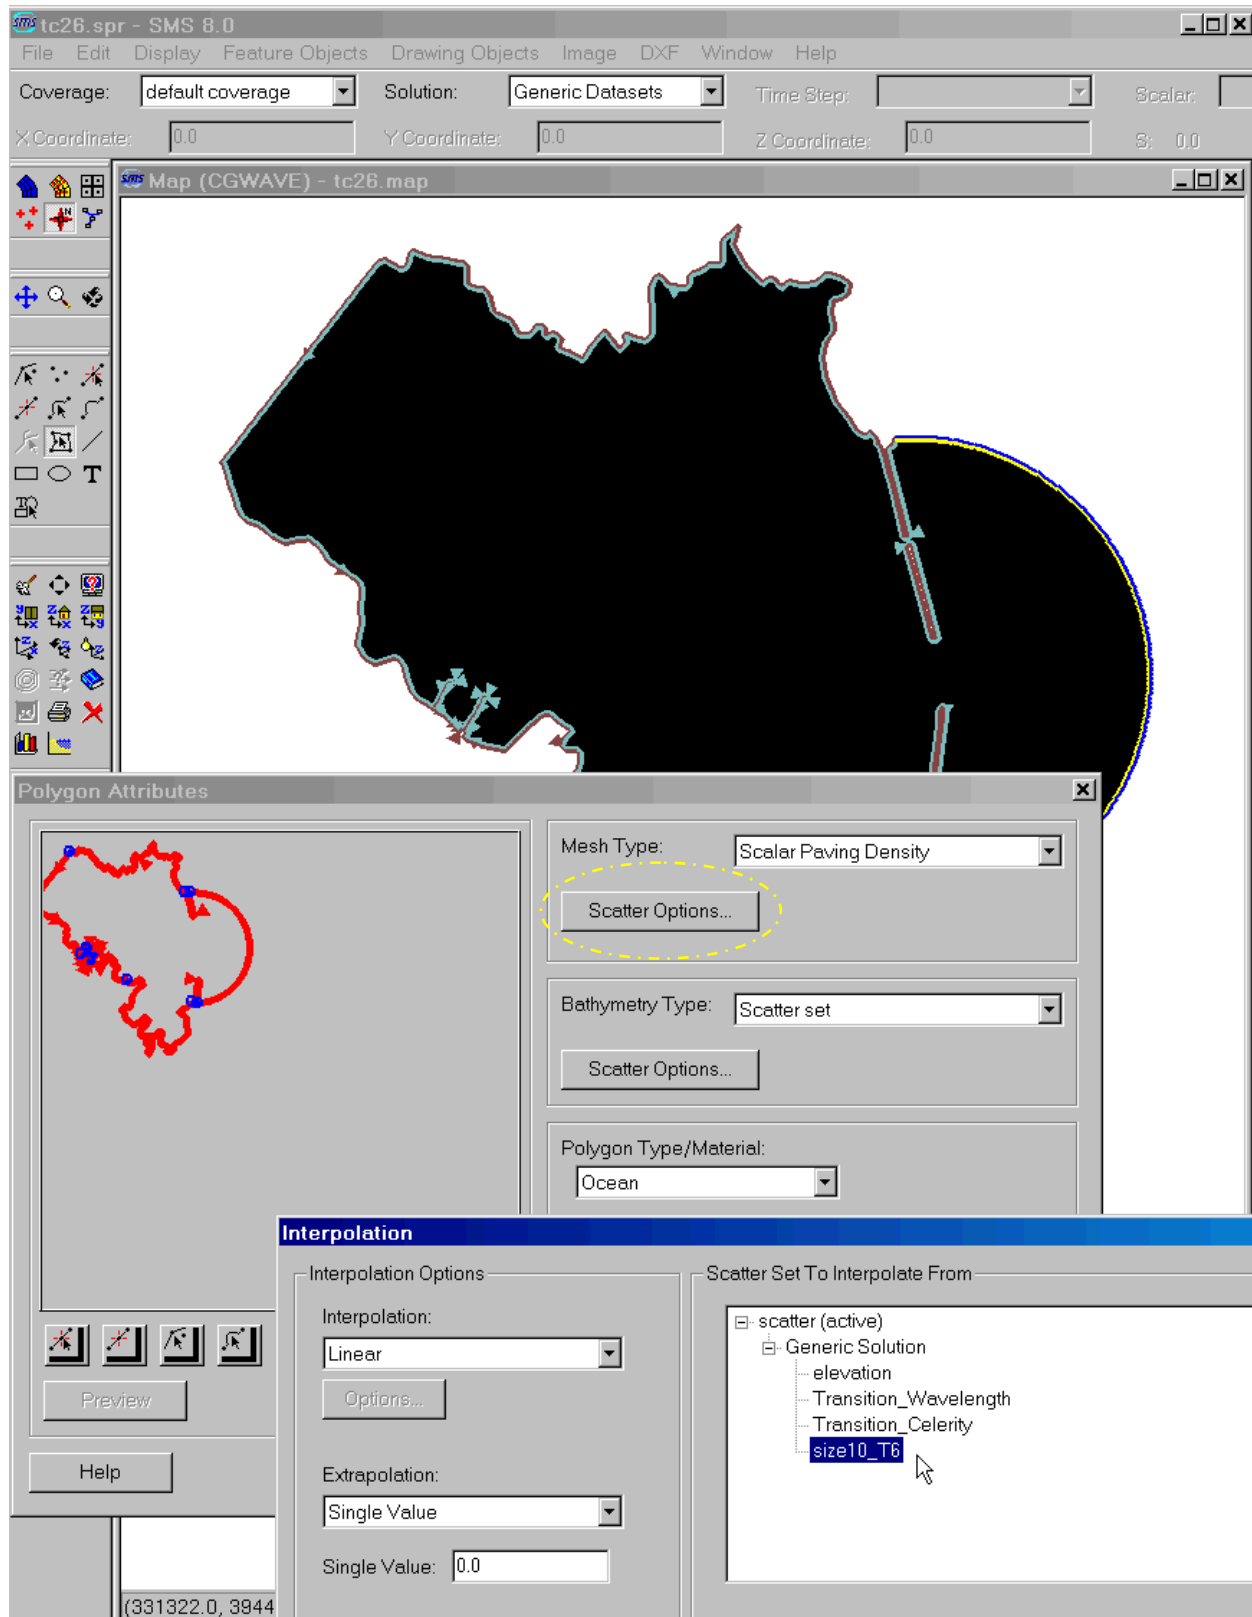 sms tc26.spr - SMS 8.0
File Edit Display Feature Objects Drawing Objects Image DXF Window Help
Coverage: default coverage Solution: Generic Datasets Time Step: Scalar:
X Coordinate: 0.0 Y Coordinate: 0.0 Z Coordinate: 0.0 S: 0.0
sms Map (CGWAVE) - tc26.map
N
T
Polygon Attributes
Mesh Type: Scalar Paving Density
Scatter Options...
Bathymetry Type: Scatter set
Scatter Options...
Polygon Type/Material:
Ocean
Preview
Help
Interpolation
Interpolation Options
Interpolation:
Linear
Options...
Extrapolation:
Single Value
Single Value: 0.0
Scatter Set To Interpolate From
scatter (active)
Generic Solution
elevation
Transition_Wavelength
Transition_Celerity
size10_T6
(331322.0, 3944